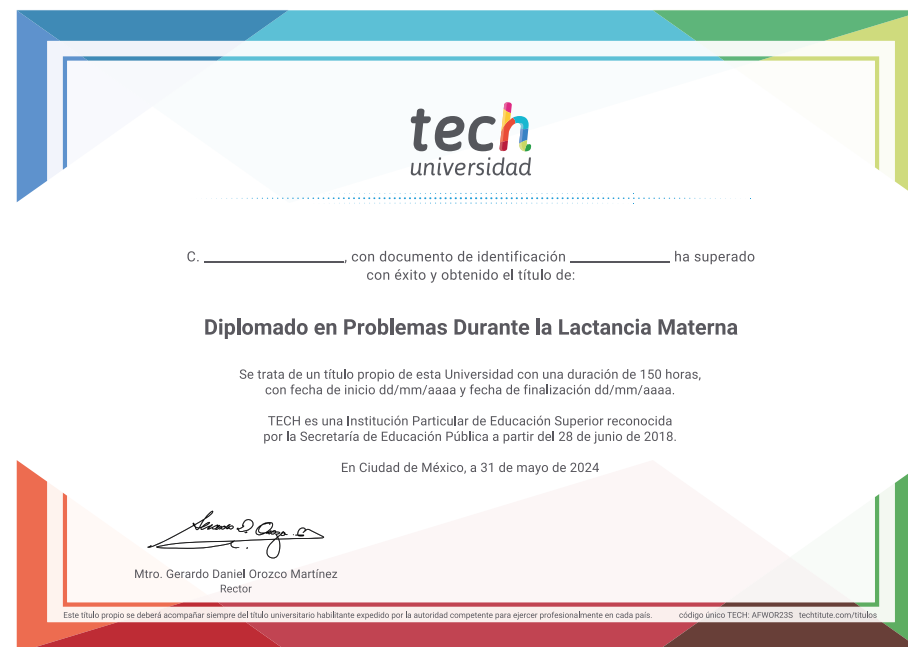 tech
universidad
C. ____________________, con documento de identificación ______________ ha superado
con éxito y obtenido el título de:
Diplomado en Problemas Durante la Lactancia Materna
Se trata de un título propio de esta Universidad con una duración de 150 horas,
con fecha de inicio dd/mm/aaaa y fecha de finalización dd/mm/aaaa.
TECH es una Institución Particular de Educación Superior reconocida
por la Secretaría de Educación Pública a partir del 28 de junio de 2018.
En Ciudad de México, a 31 de mayo de 2024
Mtro. Gerardo Daniel Orozco Martínez
Rector
Este título propio se deberá acompañar siempre del título universitario habilitante expedido por la autoridad competente para ejercer profesionalmente en cada país. código único TECH: AFWOR23S techtitute.com/títulos